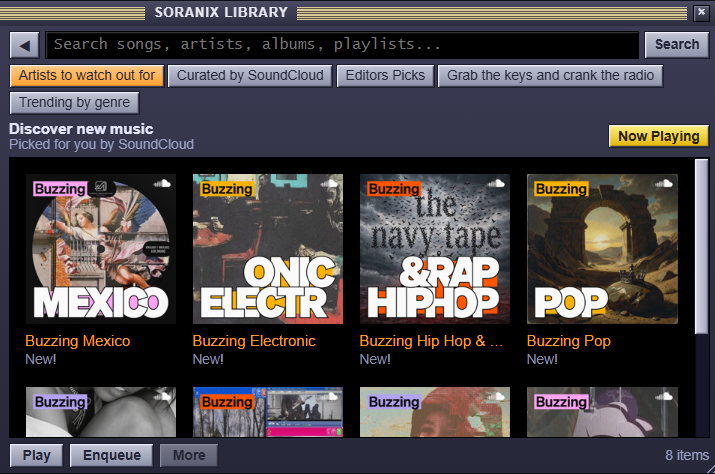 SORANIX LIBRARY
Search songs, artists, albums, playlists...
Search
Artists to watch out for
Curated by SoundCloud
Editors Picks
Grab the keys and crank the radio
Trending by genre
Discover new music
Picked for you by SoundCloud
Now Playing
Buzzing
MEXICO
Buzzing
ONIC
ELECTR
Buzzing
the
navy tape
&RAP
HIPHOP
Buzzing
POP
Buzzing Mexico
New!
Buzzing Electronic
New!
Buzzing Hip Hop & ...
New!
Buzzing Pop
New!
Buzzing
Buzzing
Buzzing
Buzzing
Play
Enqueue
More
8 items